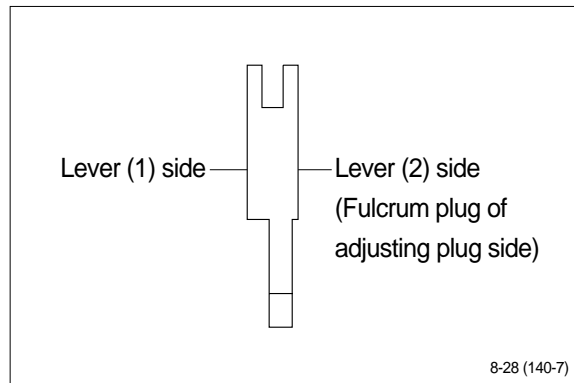 Lever (1) side
Lever (2) side
(Fulcrum plug of
adjusting plug side)
8-28 (140-7)